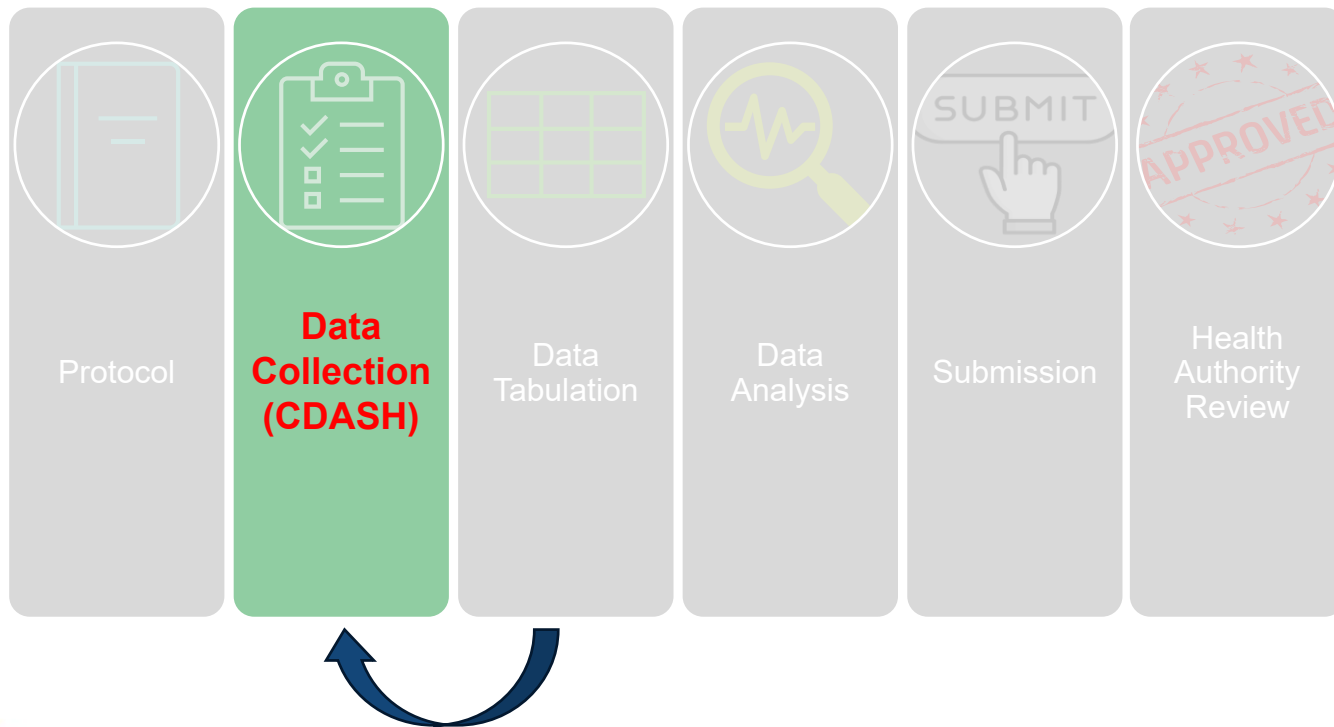 SUBMIT
APPROVED
Protocol
Data
Collection
(CDASH)
Data
Tabulation
Data
Analysis
Submission
Health
Authority
Review